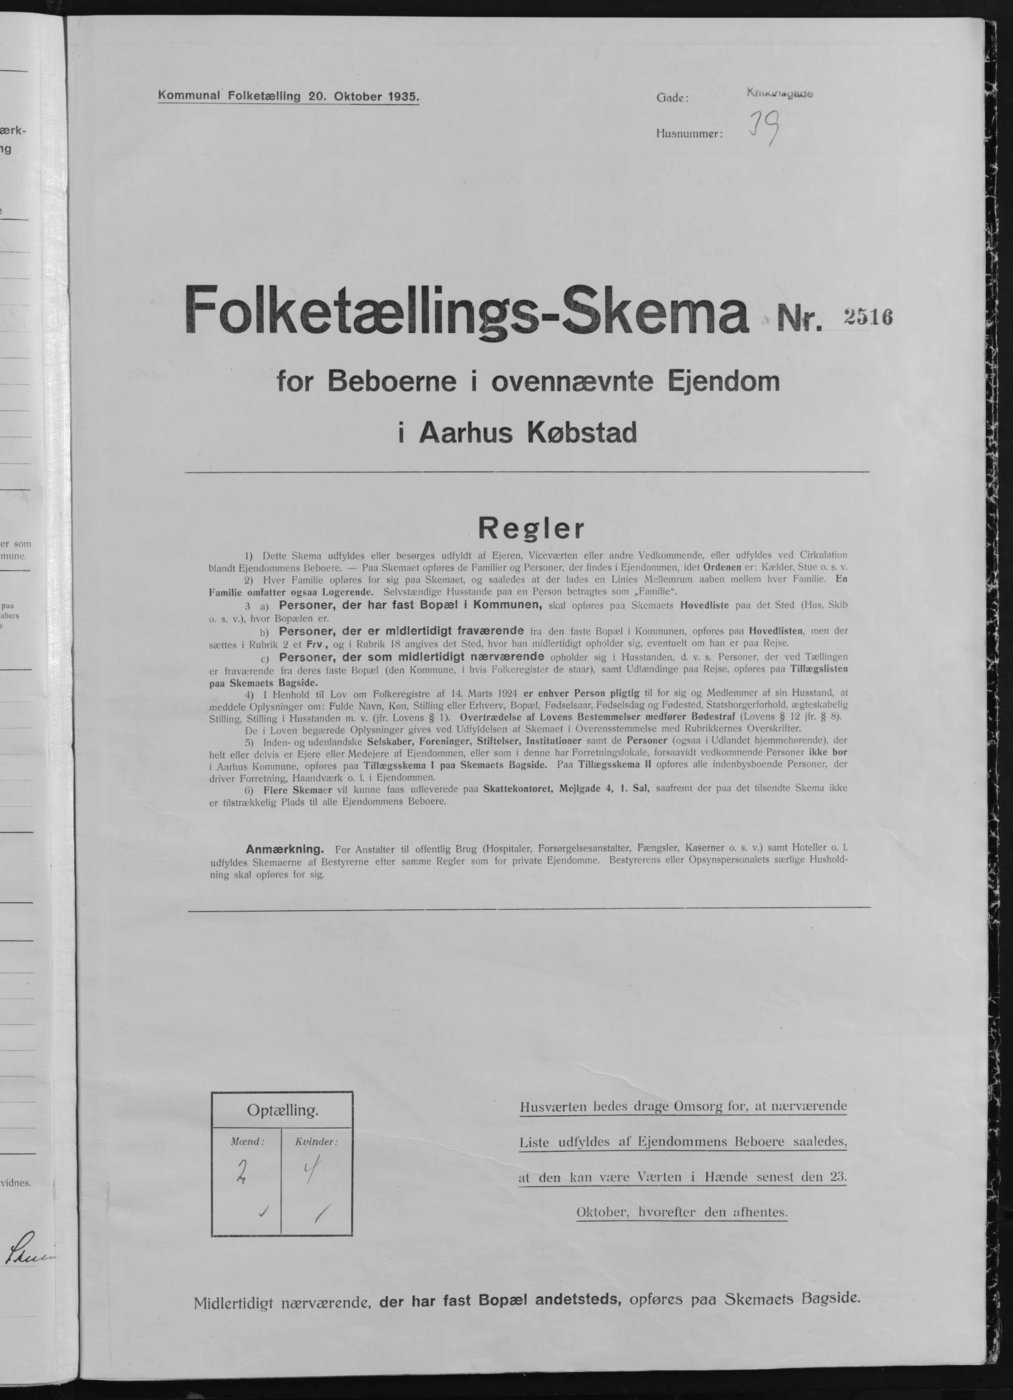 Kommunal Folketælling 20. Oktober 1935.
Gade:
Husnummer: 39
Folketællings-Skema Nr. 2516
for Beboerne i ovennævnte Ejendom
i Aarhus Købstad
Regler
1) Dette Skema udfyldes eller besørges udfyldt af Ejeren, Viceværten eller andre Vedkommende, eller udfyldes ved Cirkulation
blandt Ejendommens Beboere. — Paa Skemaet opføres de Familier og Personer, der findes i Ejendommen, idet Ordenen er: Kælder, Stue o. s. v.
2) Hver Familie opføres for sig paa Skemaet, og saaledes at der lades en Linies Mellemrum aaben mellem hver Familie. En
Familie omfatter ogsaa Logerende. Selvstændige Husstande paa en Person betragtes som „Familie“.
3 a) Personer, der har fast Bopæl i Kommunen, skal opføres paa Skemaets Hovedliste paa det Sted (Hus, Skib
o. s. v.), hvor Bopælen er.
b) Personer, der er midlertidigt fraværende fra den faste Bopæl i Kommunen, opføres paa Hovedlisten, men der
sættes i Rubrik 2 et Frv., og i Rubrik 18 angives det Sted, hvor han midlertidigt opholder sig, eventuelt om han er paa Rejse.
c) Personer, der som midlertidigt nærværende opholder sig i Husstanden, d. v. s. Personer, der ved Tællingen
er fraværende fra deres faste Bopæl (den Kommune, i hvis Folkeregister de staar), samt Udlændinge paa Rejse, opføres paa Tillægslisten
paa Skemaets Bagside.
4) I Henhold til Lov om Folkeregistre af 14. Marts 1924 er enhver Person pligtig til for sig og Medlemmer af sin Husstand, at
meddele Oplysninger om: Fulde Navn, Køn, Stilling eller Erhverv, Bopæl, Fødselsaar, Fødselsdag og Fødested, Statsborgerforhold, ægteskabelig
Stilling, Stilling i Husstanden m. v. (jfr. Lovens § 1). Overtrædelse af Lovens Bestemmelser medfører Bødestraf (Lovens § 12 jfr. § 8).
De i Loven begærede Oplysninger gives ved Udfyldelsen af Skemaet i Overensstemmelse med Rubrikkernes Overskrifter.
5) Inden- og udenlandske Selskaber, Foreninger, Stiftelser, Institutioner samt de Personer (ogsaa i Udlandet hjemmehørende), der
helt eller delvis er Ejere eller Medejere af Ejendommen, eller som i denne har Forretningslokale, forsaavidt vedkommende Personer ikke bor
i Aarhus Kommune, opføres paa Tillægsskema I paa Skemaets Bagside. Paa Tillægsskema II opføres alle indenbysboende Personer, der
driver Forretning, Haandværk o. l. i Ejendommen.
6) Flere Skemaer vil kunne faas udleverede paa Skattekontoret, Mejlgade 4, 1. Sal, saafremt der paa det tilsendte Skema ikke
er tilstrækkelig Plads til alle Ejendommens Beboere.
Anmærkning. For Anstalter til offentlig Brug (Hospitaler, Forsørgelsesanstalter, Fængsler, Kaserner o. s. v.) samt Hoteller o. l.
udfyldes Skemaerne af Bestyrerne efter samme Regler som for private Ejendomme. Bestyrerens eller Opsynspersonalets særlige Hushold-
ning skal opføres for sig.
Optælling.
Mænd: Kvinder:
2 4
Husværten bedes drage Omsorg for, at nærværende
Liste udfyldes af Ejendommens Beboere saaledes,
at den kan være Værten i Hænde senest den 23.
Oktober, hvorefter den afhentes.
Midlertidigt nærværende, der har fast Bopæl andetsteds, opføres paa Skemaets Bagside.
ærk-
er som
mune.
paa
vidnes.